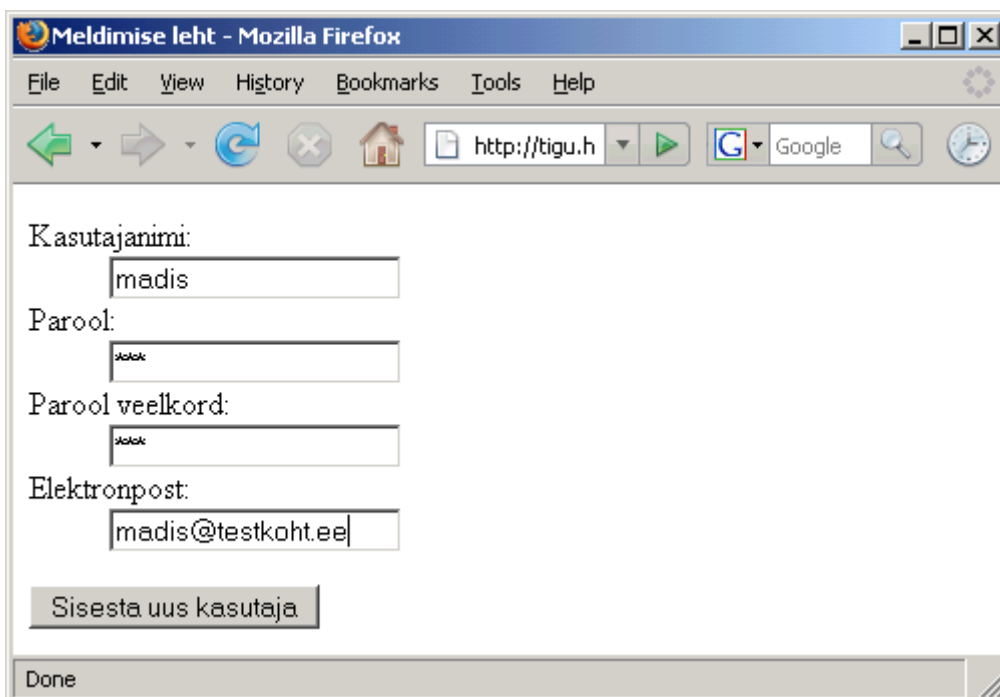 Meldimise leht - Mozilla Firefox
File Edit View History Bookmarks Tools Help
http://tigu.h G Google
Kasutajanimi:
madis
Parool:
***
Parool veelkord:
***
Elektronpost:
madis@testkoht.ee
Sisesta uus kasutaja
Done